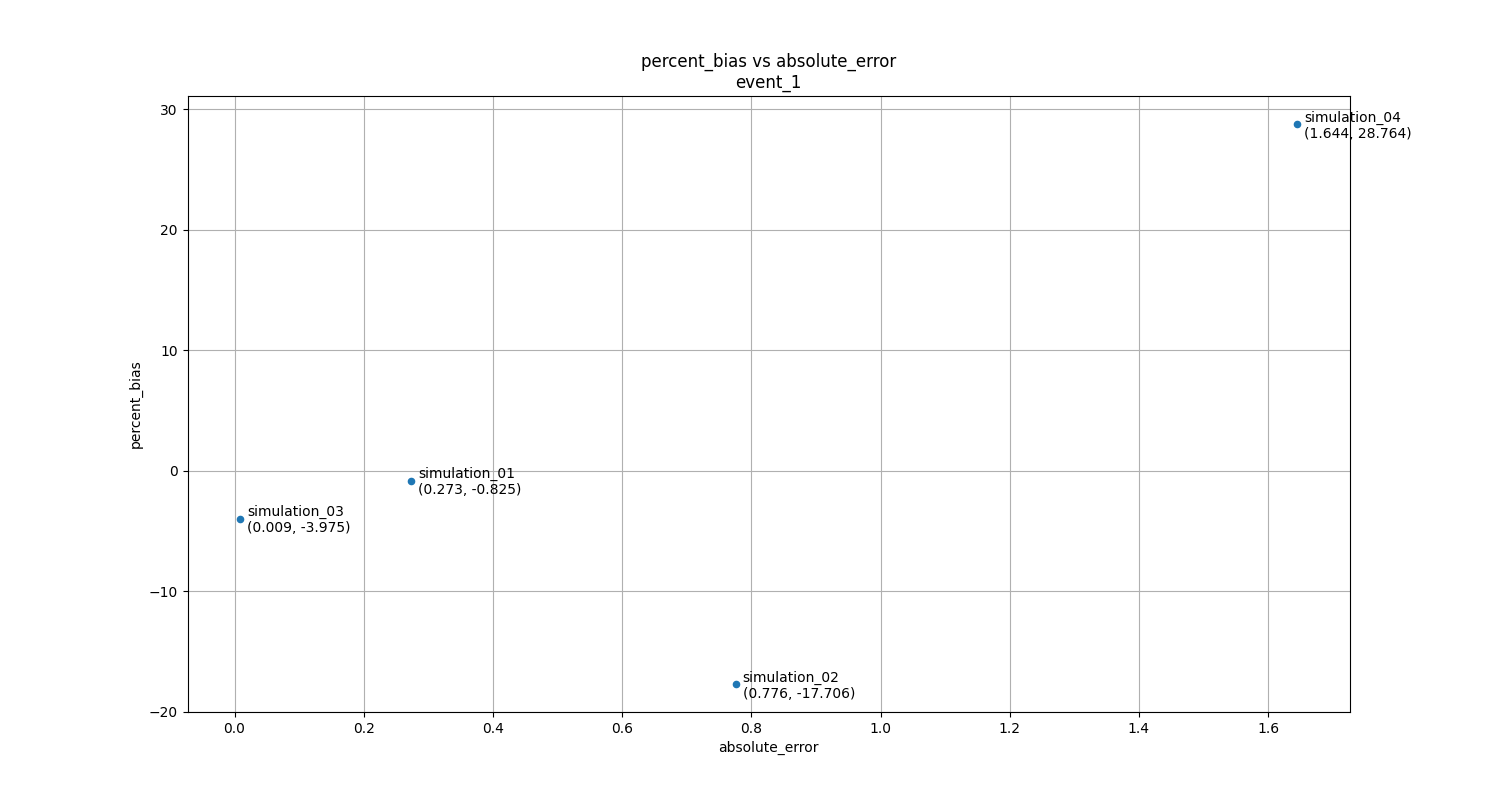 percent_bias vs absolute_error
event_1
30
20
10
0
−10
−20
percent_bias
simulation_04
(1.644, 28.764)
simulation_01
(0.273, -0.825)
simulation_03
(0.009, -3.975)
simulation_02
(0.776, -17.706)
0.0 0.2 0.4 0.6 0.8 1.0 1.2 1.4 1.6
absolute_error